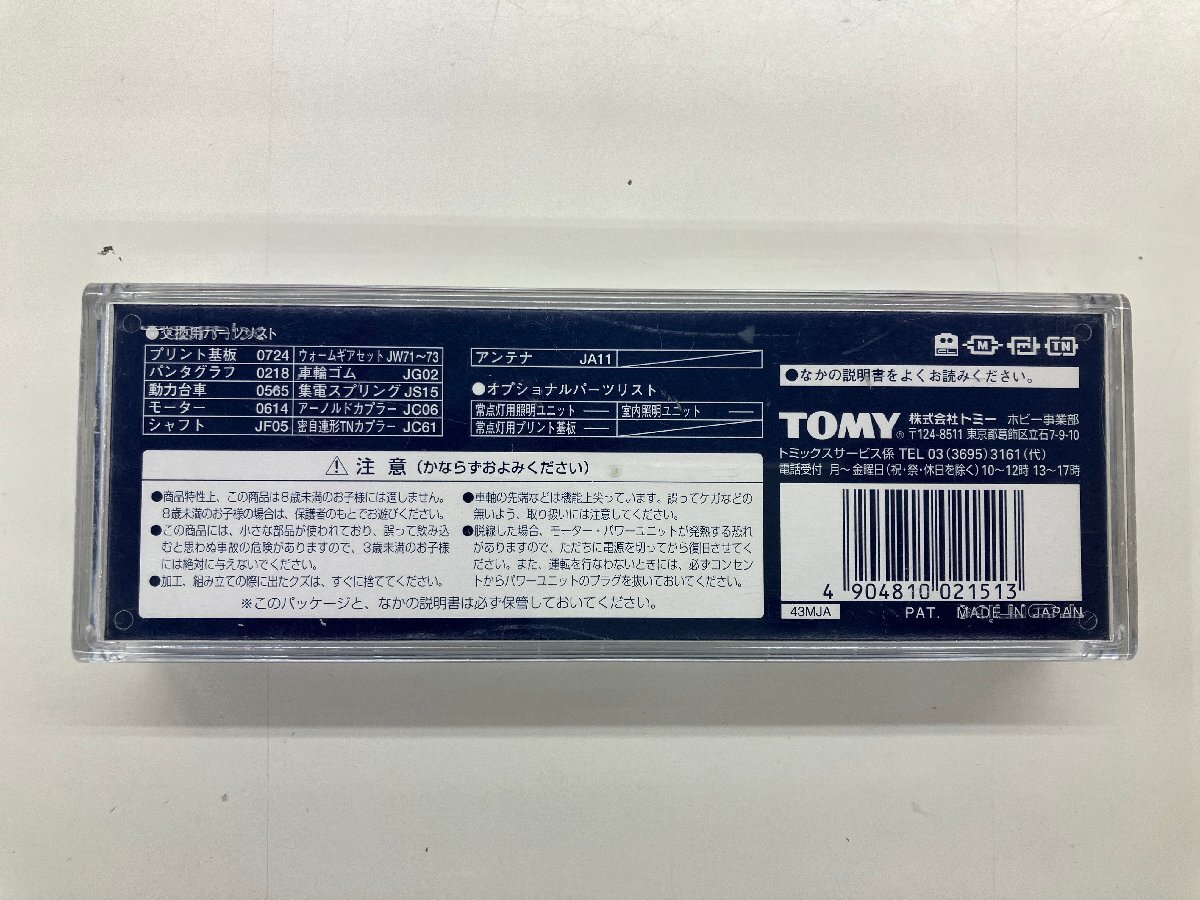 ●交換用パーツリスト
プリント基板 0724 ウォームギアセット JW71～73
パンタグラフ 0218 車輪ゴム JG02
動力台車 0565 集電スプリング JS15
モーター 0614 アーノルドカプラー JC06
シャフト JF05 密自連形TNカプラー JC61
アンテナ JA11
●オプショナルパーツリスト
常点灯用照明ユニット ── 室内照明ユニット ──
常点灯用プリント基板 ──
⚠ 注意 (かならずおよみください)
●商品特性上、この商品は8歳未満のお子様には適しません。
8歳未満のお子様の場合は、保護者のもとでお遊びください。
●この商品には、小さな部品が使われており、誤って飲み込
むと思わぬ事故の危険がありますので、3歳未満のお子様
には絶対に与えないでください。
●加工、組み立ての際に出たクズは、すぐに捨ててください。
●車軸の先端などは機能上尖っています。誤ってケガなどの
無いよう、取り扱いには注意してください。
●脱線した場合、モーター・パワーユニットが発熱する恐れ
がありますので、ただちに電源を切ってから復旧させてく
ださい。また、運転を行なわないときには、必ずコンセン
トからパワーユニットのプラグを抜いておいてください。
※このパッケージと、なかの説明書は必ず保管しておいてください。
EL M TN
●なかの説明書をよくお読みください。
TOMY® 株式会社トミー ホビー事業部
〒124-8511 東京都葛飾区立石7-9-10
トミックスサービス係 TEL 03(3695)3161(代)
電話受付 月～金曜日(祝・祭・休日を除く)10～12時 13～17時
4 904810 021513
43MJA PAT. MADE IN JAPAN